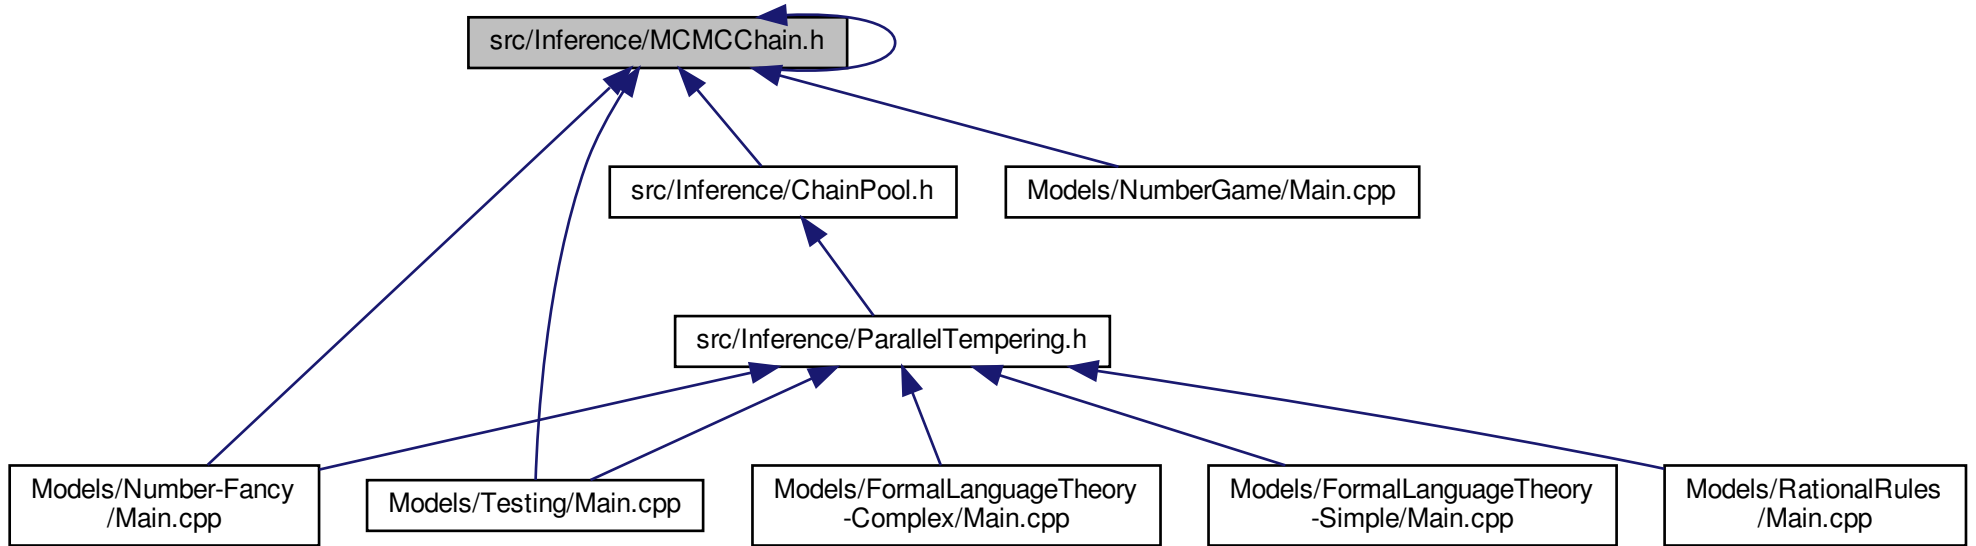 src/Inference/MCMCChain.h
src/Inference/ChainPool.h
Models/NumberGame/Main.cpp
src/Inference/ParallelTempering.h
Models/Number-Fancy
/Main.cpp
Models/Testing/Main.cpp
Models/FormalLanguageTheory
-Complex/Main.cpp
Models/FormalLanguageTheory
-Simple/Main.cpp
Models/RationalRules
/Main.cpp